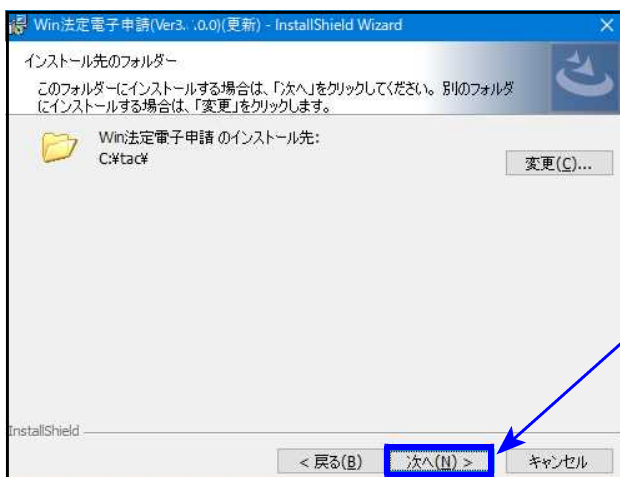 Win法定電子申請(Ver3. .0.0)(更新) - InstallShield Wizard
インストール先のフォルダー
このフォルダーにインストールする場合は、「次へ」をクリックしてください。別のフォルダ
にインストールする場合は、「変更」をクリックします。
Win法定電子申請 のインストール先:
C:¥tac¥
変更(C)...
InstallShield
< 戻る(B)
次へ(N) >
キャンセル